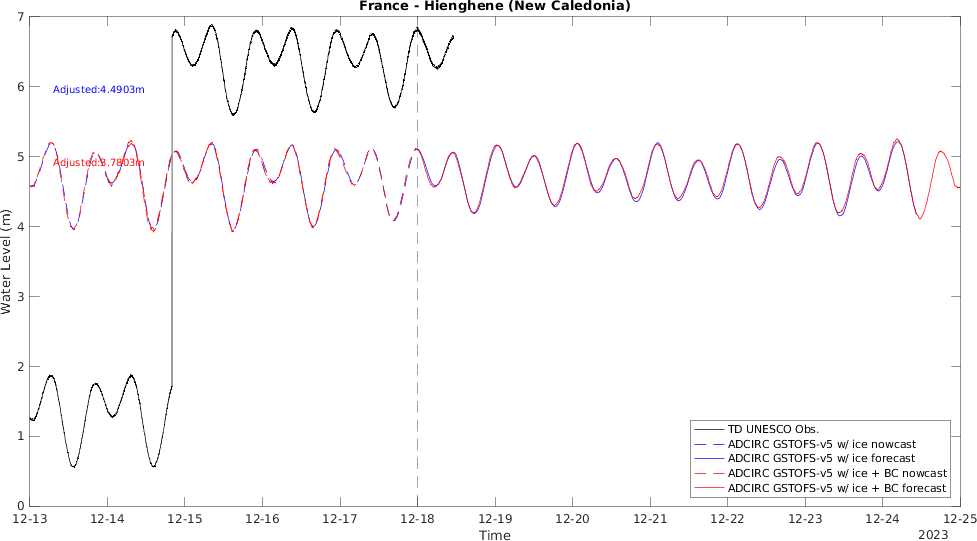 France - Hienghene (New Caledonia)
7
6
5
4
3
2
1
0
Water Level (m)
Adjusted:4.4903m
Adjusted:3.7803m
TD UNESCO Obs.
ADCIRC GSTOFS-v5 w/ ice nowcast
ADCIRC GSTOFS-v5 w/ ice forecast
ADCIRC GSTOFS-v5 w/ ice + BC nowcast
ADCIRC GSTOFS-v5 w/ ice + BC forecast
12-13 12-14 12-15 12-16 12-17 12-18 12-19 12-20 12-21 12-22 12-23 12-24 12-25
Time
2023